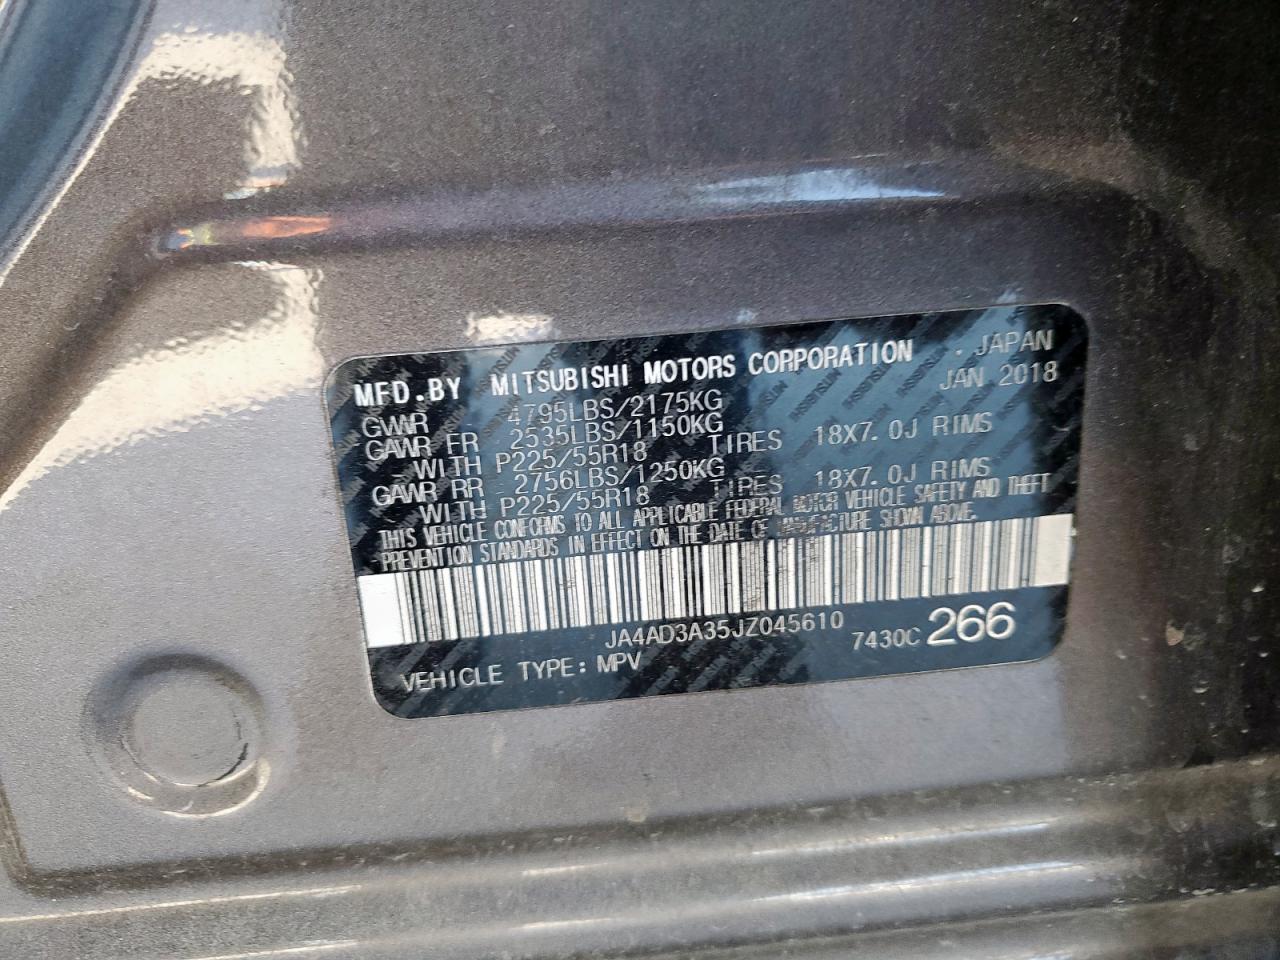 MFD.BY MITSUBISHI MOTORS CORPORATION . JAPAN
GVWR 4795LBS/2175KG JAN 2018
GAWR FR 2535LBS/1150KG
WITH P225/55R18 TIRES 18X7.0J RIMS
GAWR RR 2756LBS/1250KG
WITH P225/55R18 TIRES 18X7.0J RIMS
THIS VEHICLE CONFORMS TO ALL APPLICABLE FEDERAL MOTOR VEHICLE SAFETY AND THEFT
PREVENTION STANDARDS IN EFFECT ON THE DATE OF MANUFACTURE SHOWN ABOVE.
JA4AD3A35JZ045610 7430C 266
VEHICLE TYPE: MPV